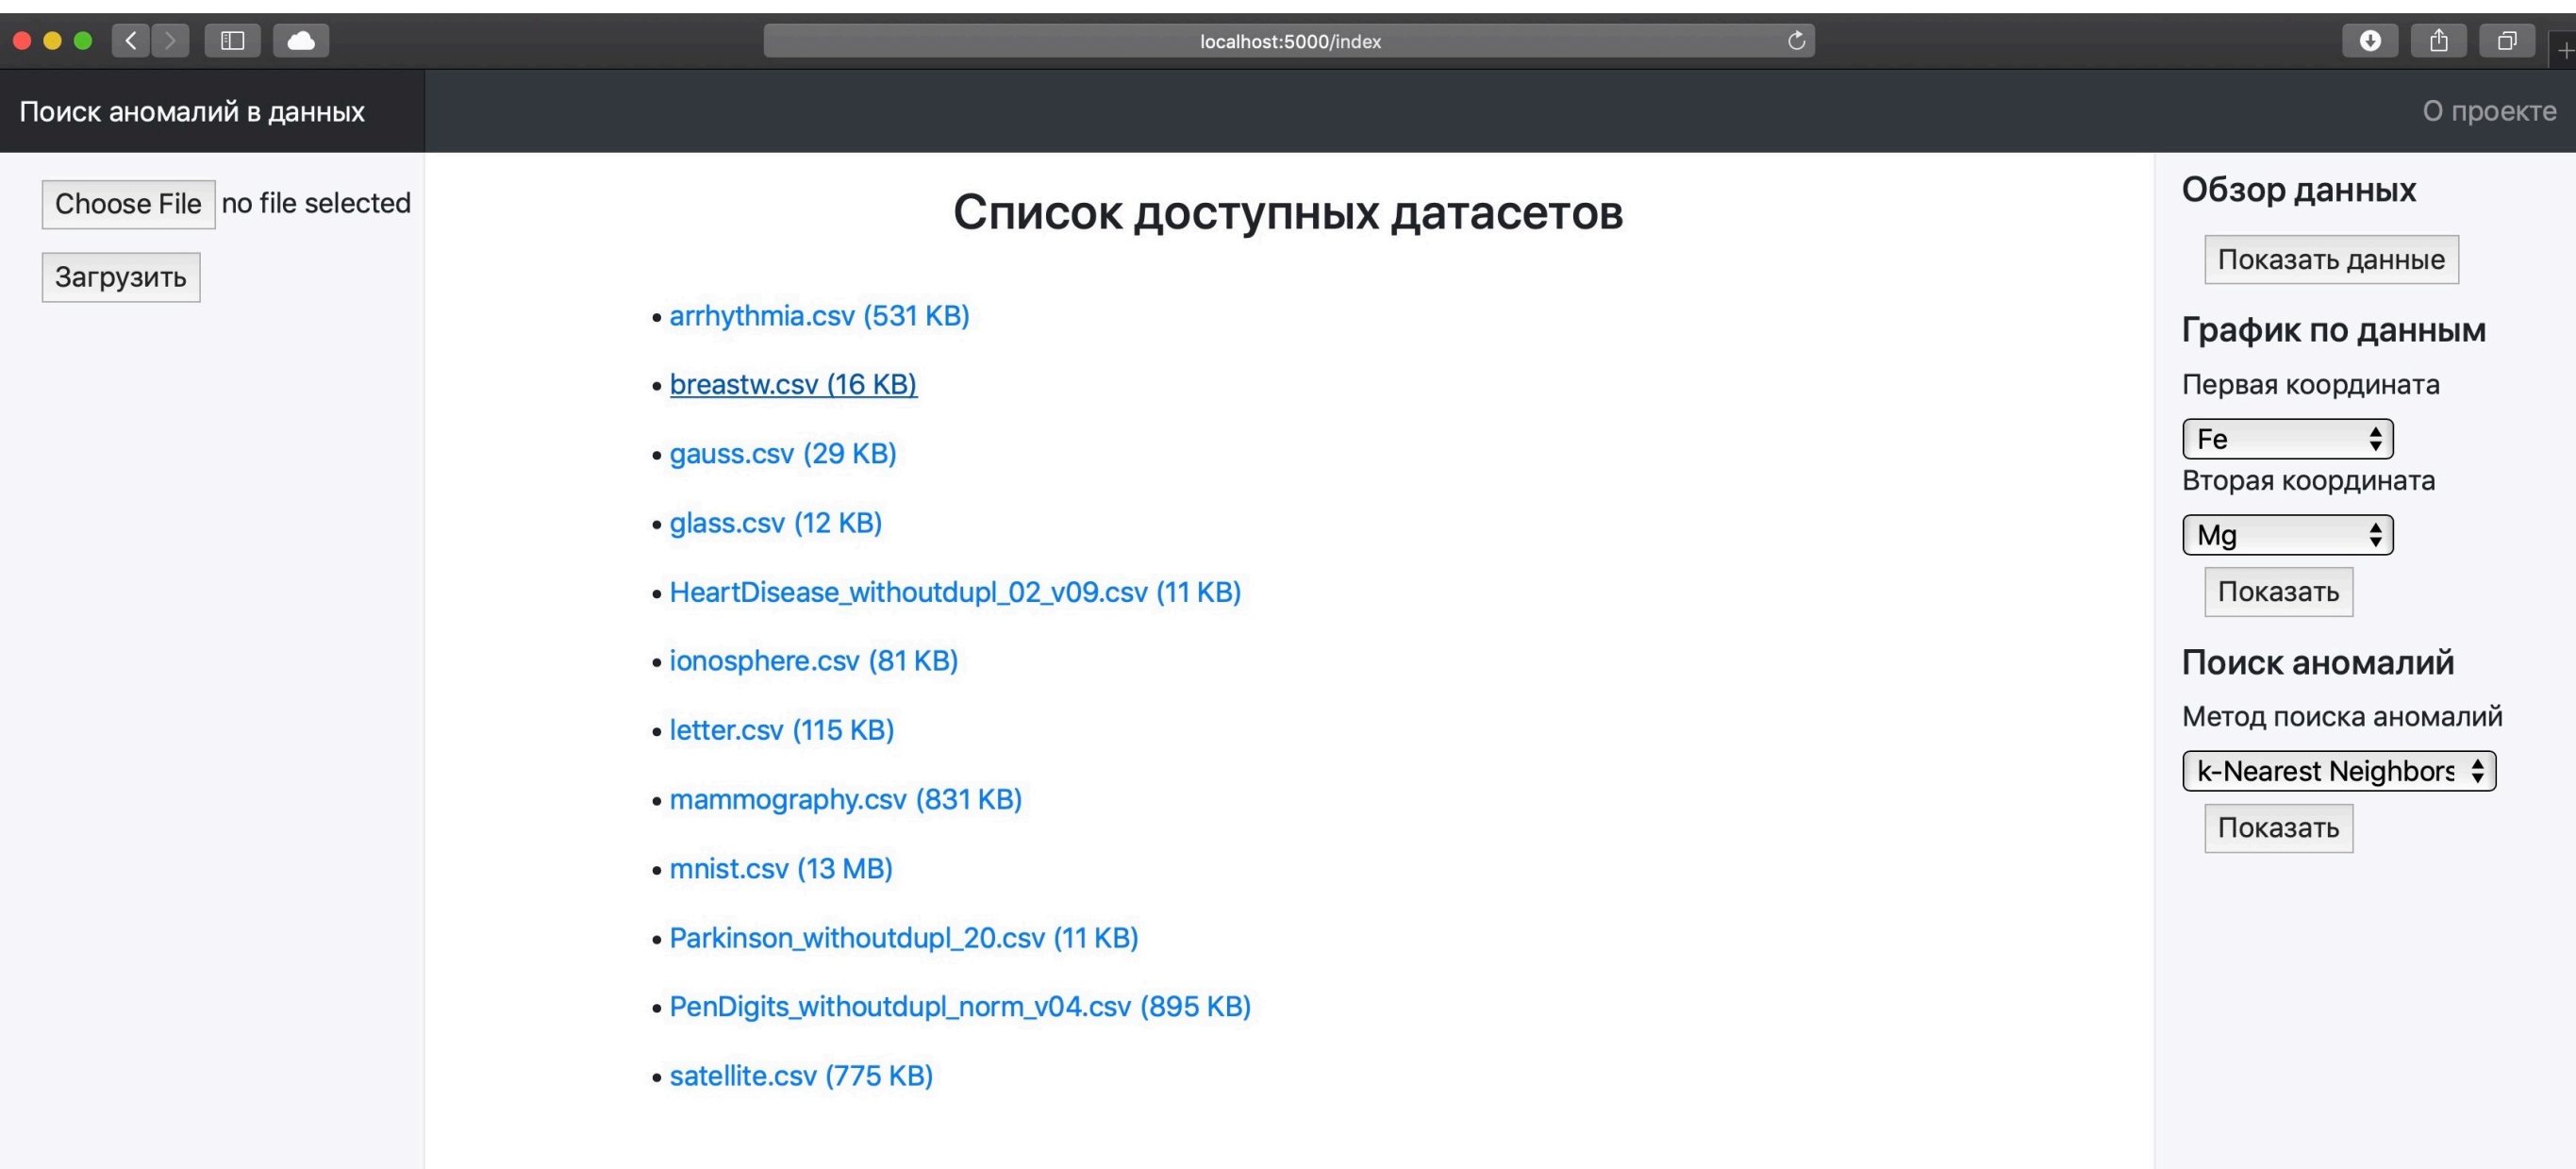 localhost:5000/index
Поиск аномалий в данных
О проекте
Choose File no file selected
Загрузить
Список доступных датасетов
• arrhythmia.csv (531 KB)
• breastw.csv (16 KB)
• gauss.csv (29 KB)
• glass.csv (12 KB)
• HeartDisease_withoutdupl_02_v09.csv (11 KB)
• ionosphere.csv (81 KB)
• letter.csv (115 KB)
• mammography.csv (831 KB)
• mnist.csv (13 MB)
• Parkinson_withoutdupl_20.csv (11 KB)
• PenDigits_withoutdupl_norm_v04.csv (895 KB)
• satellite.csv (775 KB)
Обзор данных
Показать данные
График по данным
Первая координата
Fe
Вторая координата
Mg
Показать
Поиск аномалий
Метод поиска аномалий
k-Nearest Neighbors
Показать